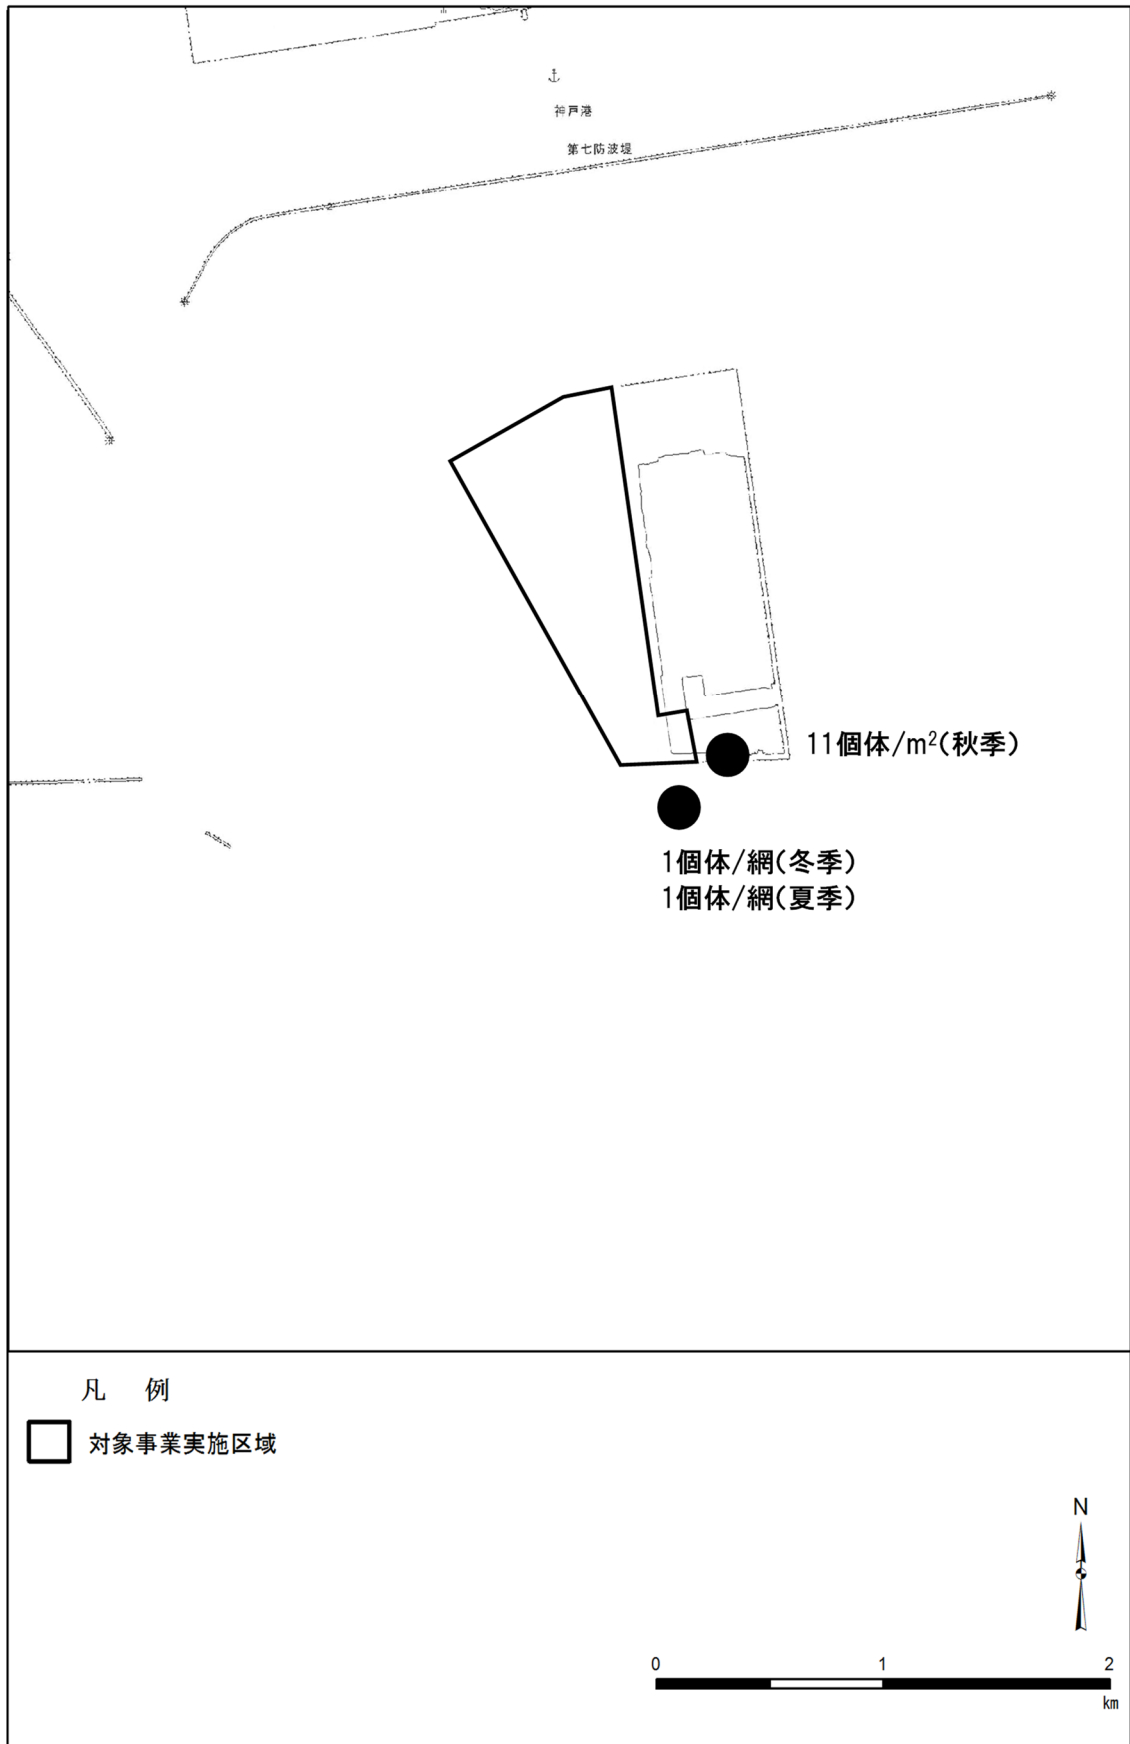 神戸港
第七防波堤
11個体/m²(秋季)
1個体/網(冬季)
1個体/網(夏季)
凡 例
対象事業実施区域
N
0 1 2
km